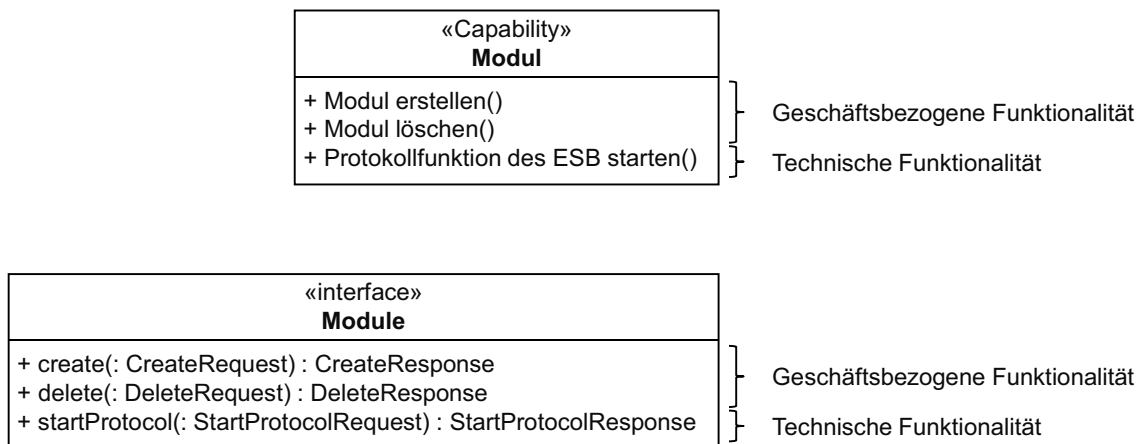 «Capability»
Modul
+ Modul erstellen()
+ Modul löschen()
+ Protokollfunktion des ESB starten()
Geschäftsbezogene Funktionalität
Technische Funktionalität
«interface»
Module
+ create(: CreateRequest) : CreateResponse
+ delete(: DeleteRequest) : DeleteResponse
+ startProtocol(: StartProtocolRequest) : StartProtocolResponse
Geschäftsbezogene Funktionalität
Technische Funktionalität